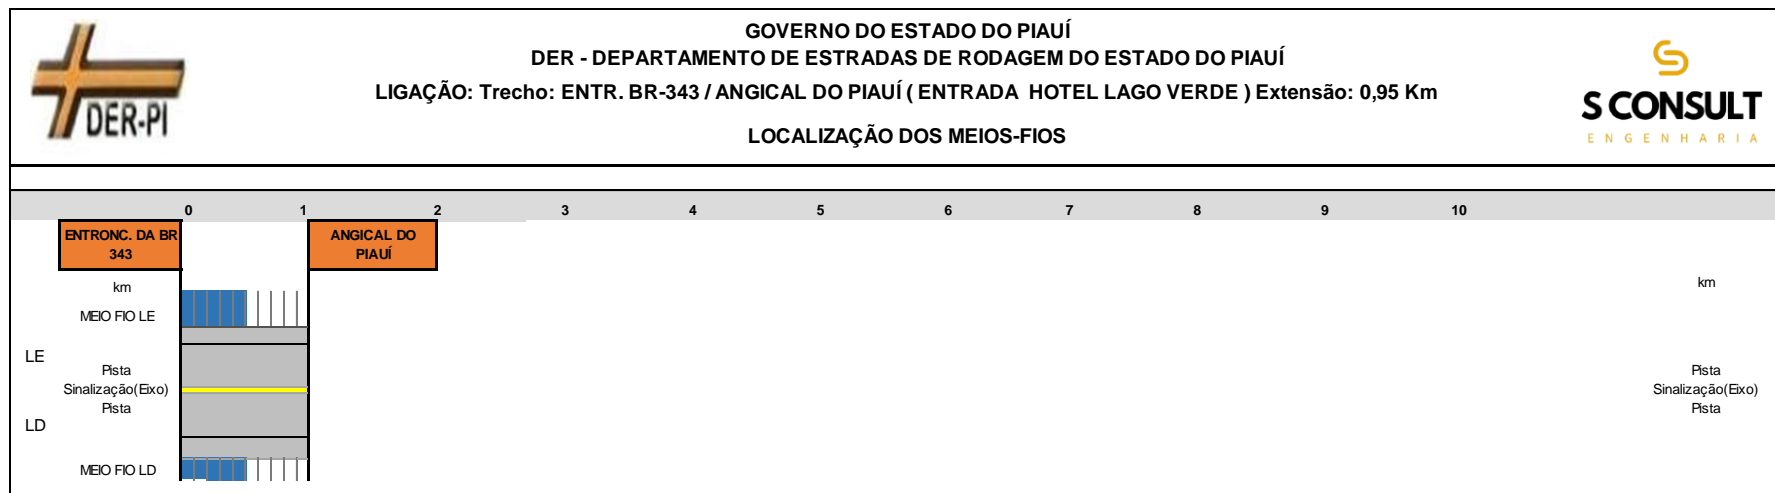 GOVERNO DO ESTADO DO PIAUÍ
DER - DEPARTAMENTO DE ESTRADAS DE RODAGEM DO ESTADO DO PIAUÍ
LIGAÇÃO: Trecho: ENTR. BR-343 / ANGICAL DO PIAUÍ ( ENTRADA HOTEL LAGO VERDE ) Extensão: 0,95 Km
LOCALIZAÇÃO DOS MEIOS-FIOS
DER-PI
S CONSULT
ENGENHARIA
0 1 2 3 4 5 6 7 8 9 10
ENTRONC. DA BR
343
ANGICAL DO
PIAUÍ
km
km
MEIO FIO LE
LE
Pista
Pista
Sinalização(Eixo)
Sinalização(Eixo)
Pista
Pista
LD
MEIO FIO LD